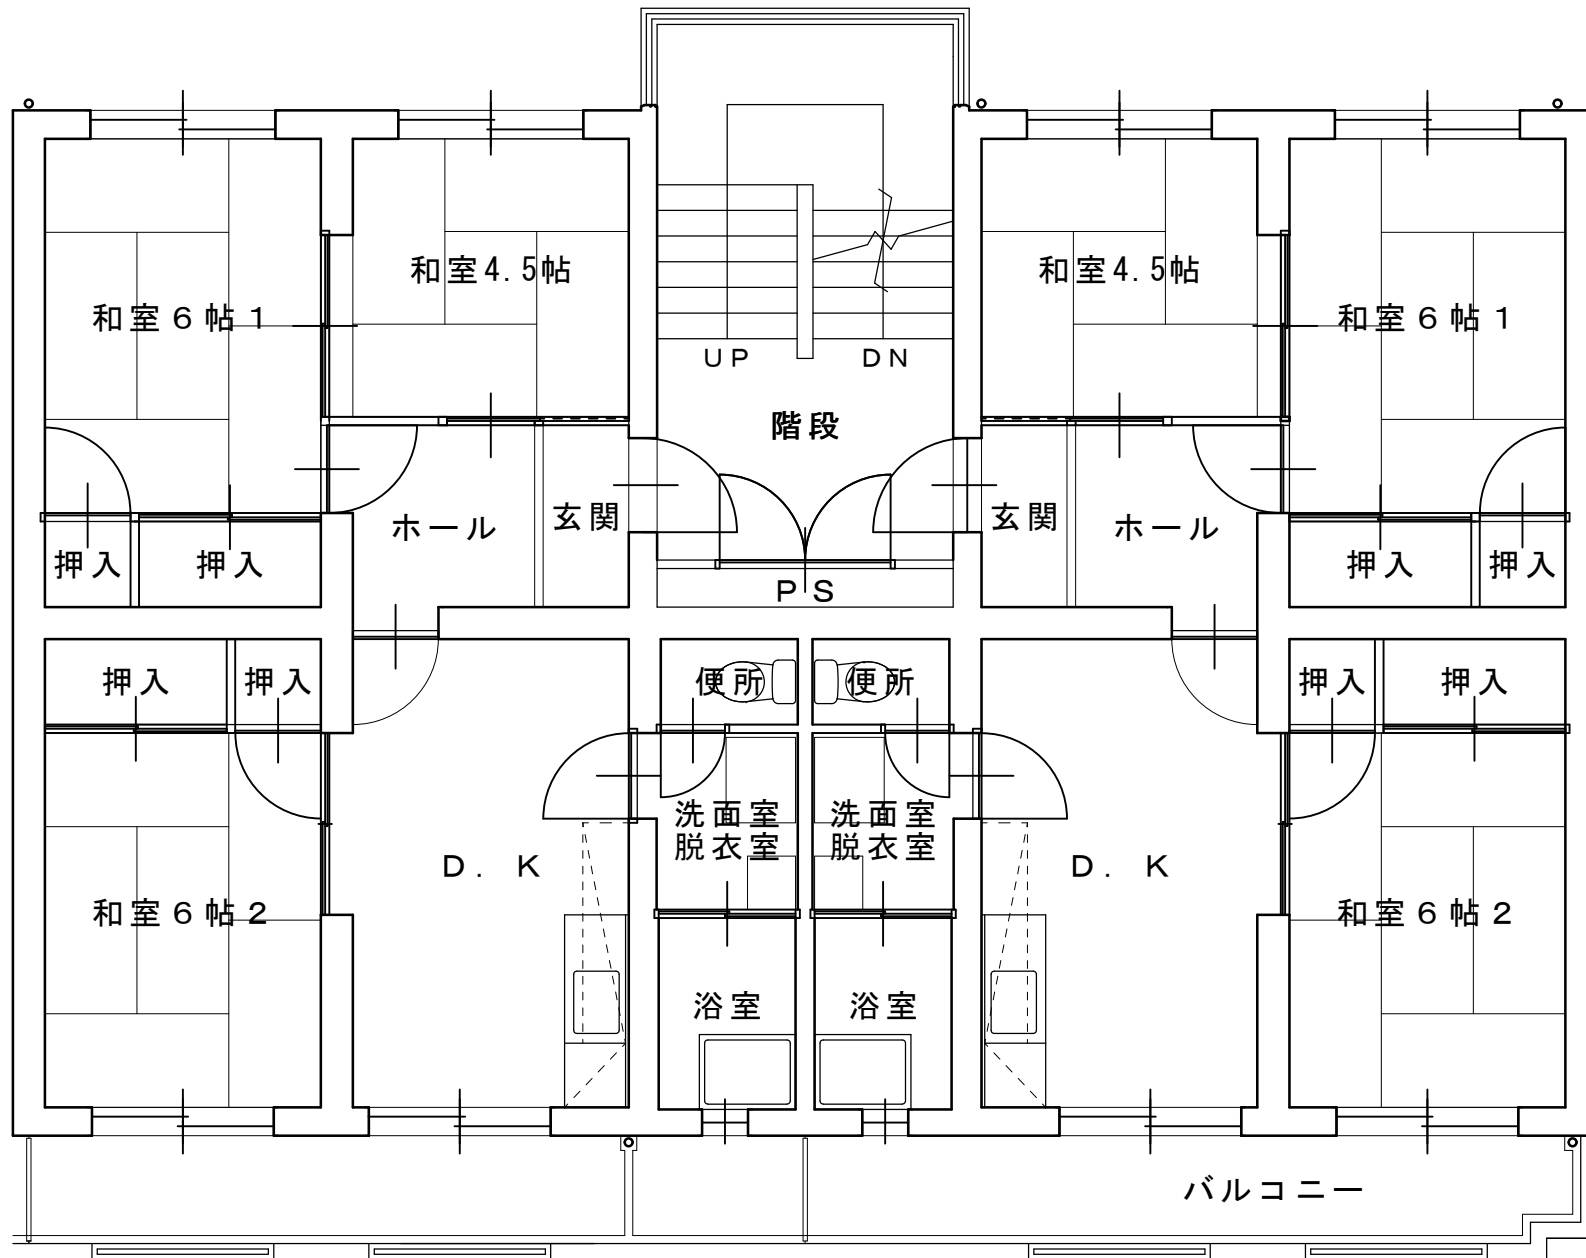 和室4.5帖
和室4.5帖
和室６帖1
和室６帖1
UP
DN
階段
玄関
玄関
ホール
ホール
押入
押入
押入
押入
ＰＳ
押入
押入
便所
便所
押入
押入
洗面室
脱衣室
洗面室
脱衣室
Ｄ．Ｋ
Ｄ．Ｋ
和室６帖2
和室６帖2
浴室
浴室
バルコニー